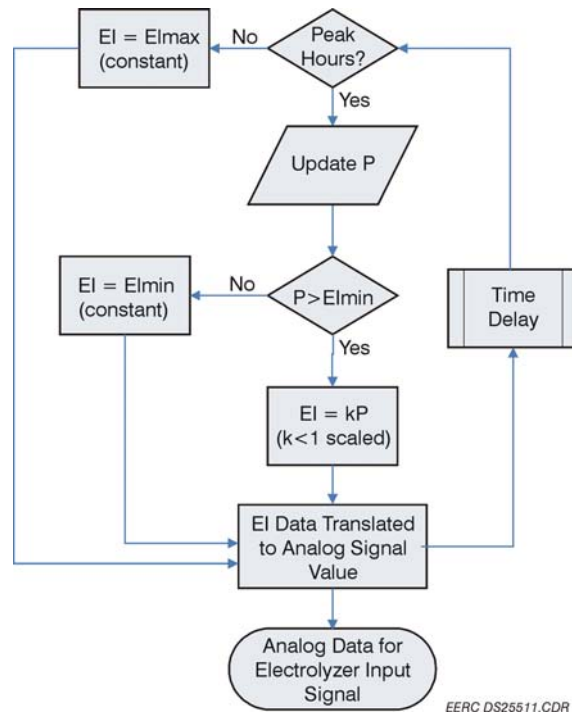 EI = EImax
(constant)
No
Peak
Hours?
Yes
Update P
EI = EImin
(constant)
No
P>EImin
Time
Delay
Yes
EI = kP
(k<1 scaled)
EI Data Translated
to Analog Signal
Value
Analog Data for
Electrolyzer Input
Signal
EERC DS25511.CDR